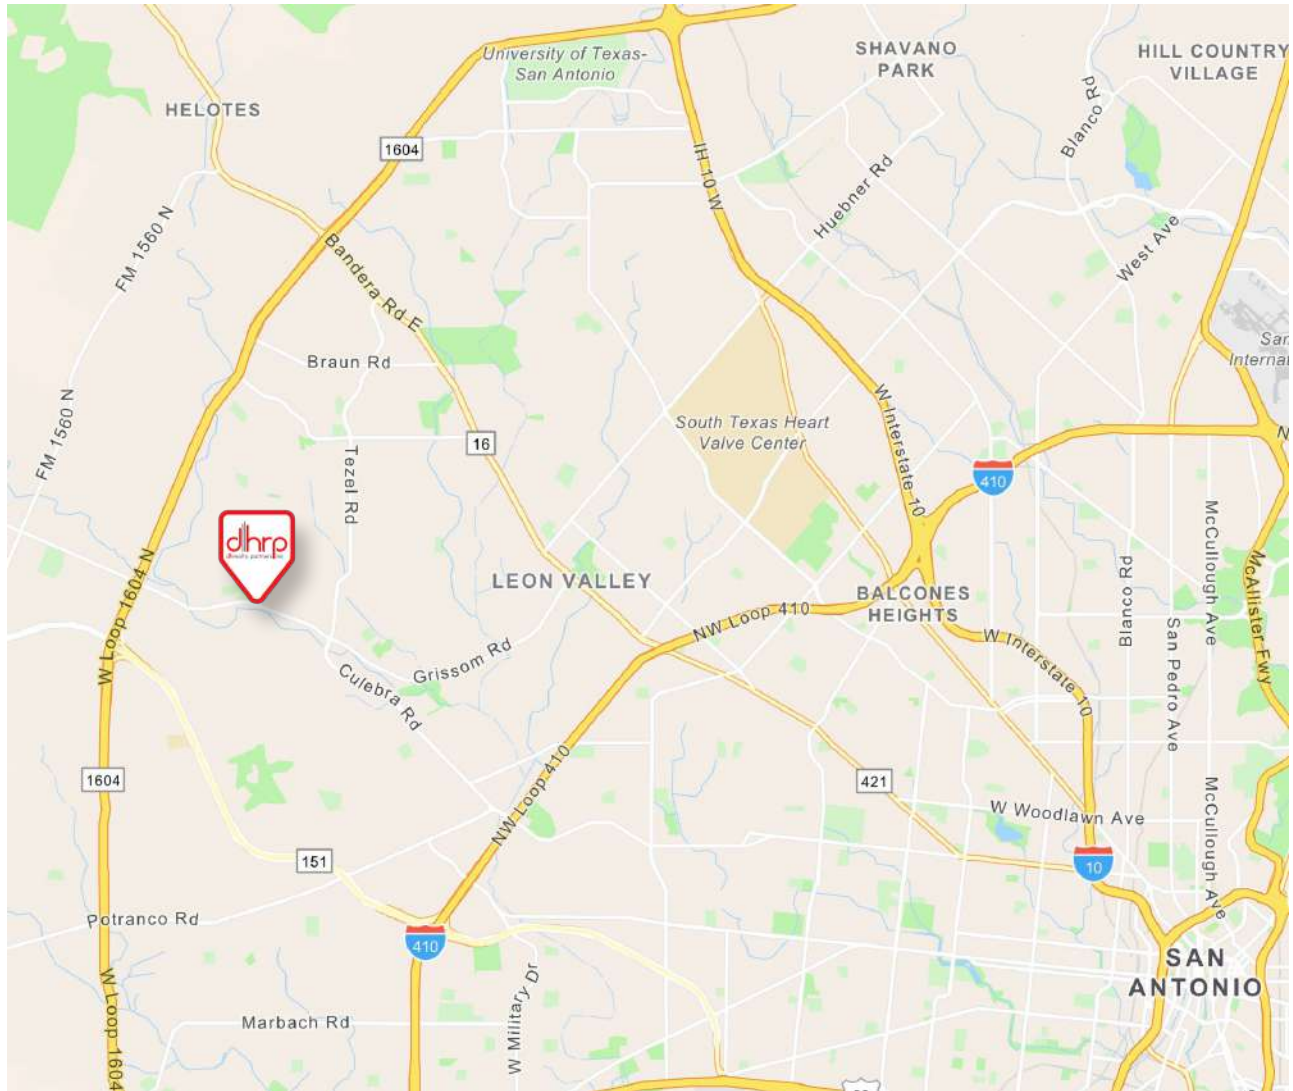 University of Texas-
San Antonio
SHAVANO
PARK
HILL COUNTRY
VILLAGE
HELOTES
Blanco Rd
1604
IH 10 W
Huebner Rd
FM 1560 N
West Ave
Bandera Rd E
Braun Rd
San
Internat
FM 1560 N
W Interstate 10
South Texas Heart
Valve Center
16
Tezel Rd
410
N
McCullough Ave
dhrp
W Loop 1604 N
LEON VALLEY
BALCONES
HEIGHTS
NW Loop 410
Blanco Rd
San Pedro Ave
McAllister Fwy
Grissom Rd
W Interstate 10
Culebra Rd
1604
NW Loop 410
421
W Woodlawn Ave
McCullough Ave
151
10
Potranco Rd
410
SAN
ANTONIO
W Military Dr
W Loop 1604
Marbach Rd